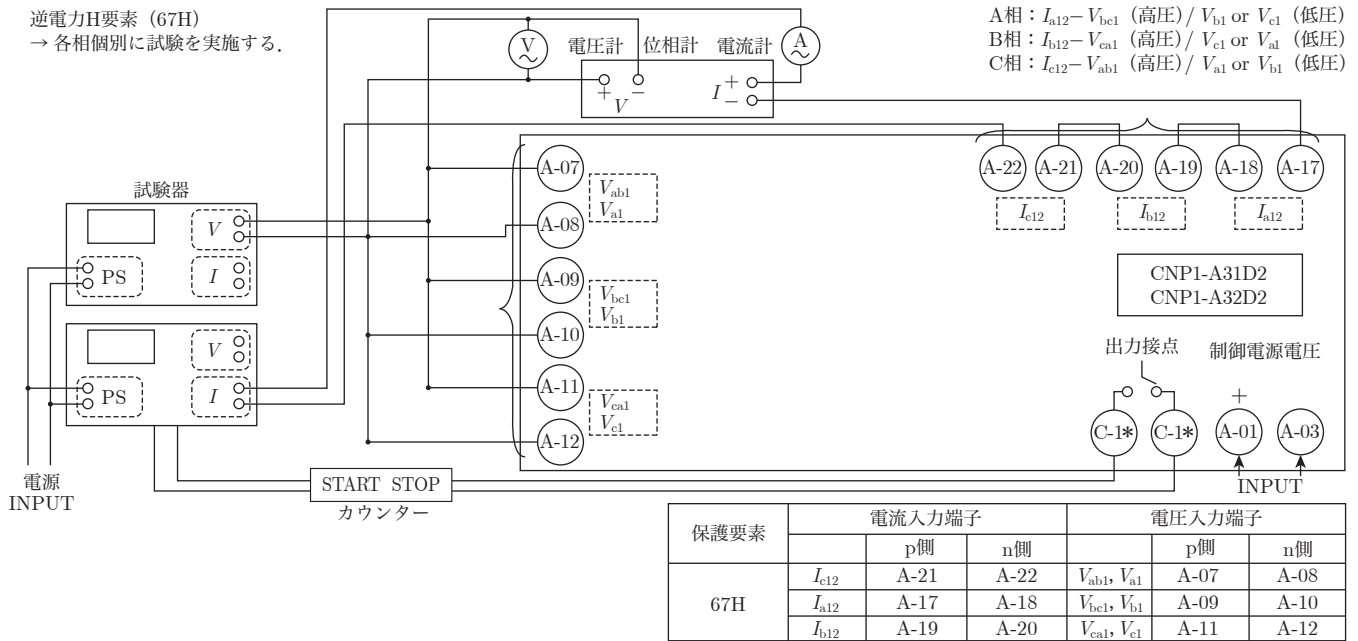 逆電力H要素(67H)
→ 各相個別に試験を実施する.
A相:Ia12−Vbc1(高圧)/ Vb1 or Vc1(低圧)
B相:Ib12−Vca1(高圧)/ Vc1 or Va1(低圧)
C相:Ic12−Vab1(高圧)/ Va1 or Vb1(低圧)
V 電圧計 位相計 電流計 A
+ − V I + −
A-22 A-21 A-20 A-19 A-18 A-17
Ic12 Ib12 Ia12
試験器
V
PS I
V
PS I
電源
INPUT
START STOP
カウンター
A-07
Vab1
Va1
A-08
A-09
Vbc1
Vb1
A-10
A-11
Vca1
Vc1
A-12
CNP1-A31D2
CNP1-A32D2
出力接点 制御電源電圧
+
C-1* C-1* A-01 A-03
INPUT
保護要素 電流入力端子 電圧入力端子
p側 n側 p側 n側
67H Ic12 A-21 A-22 Vab1, Va1 A-07 A-08
Ia12 A-17 A-18 Vbc1, Vb1 A-09 A-10
Ib12 A-19 A-20 Vca1, Vc1 A-11 A-12